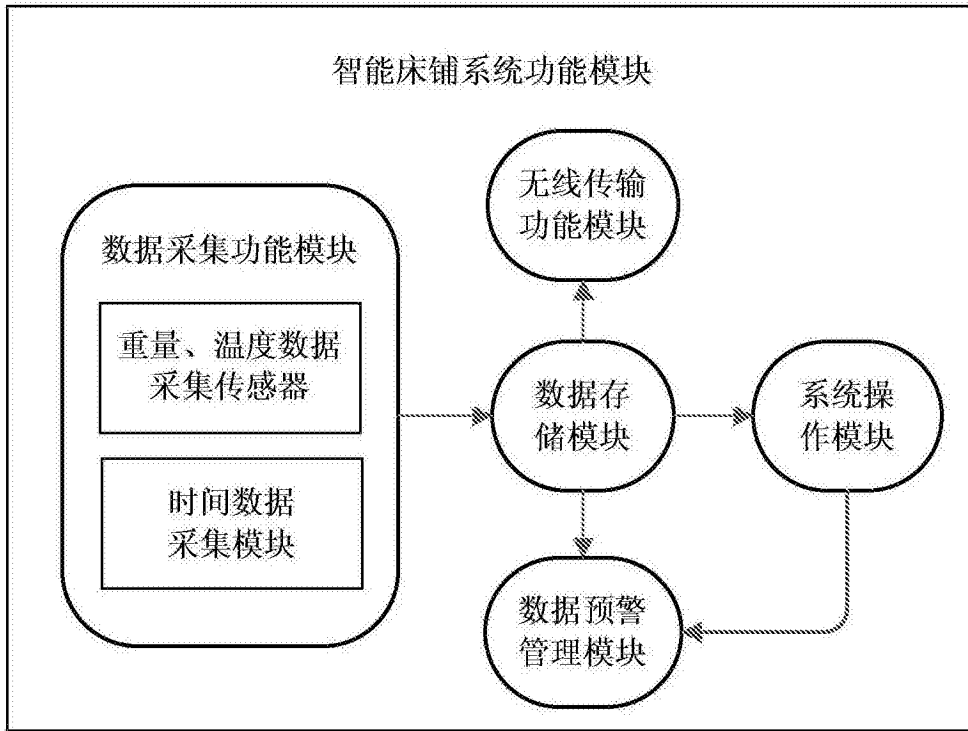 智能床铺系统功能模块
无线传输
功能模块
数据采集功能模块
重量、温度数据
采集传感器
时间数据
采集模块
数据存
储模块
系统操
作模块
数据预警
管理模块